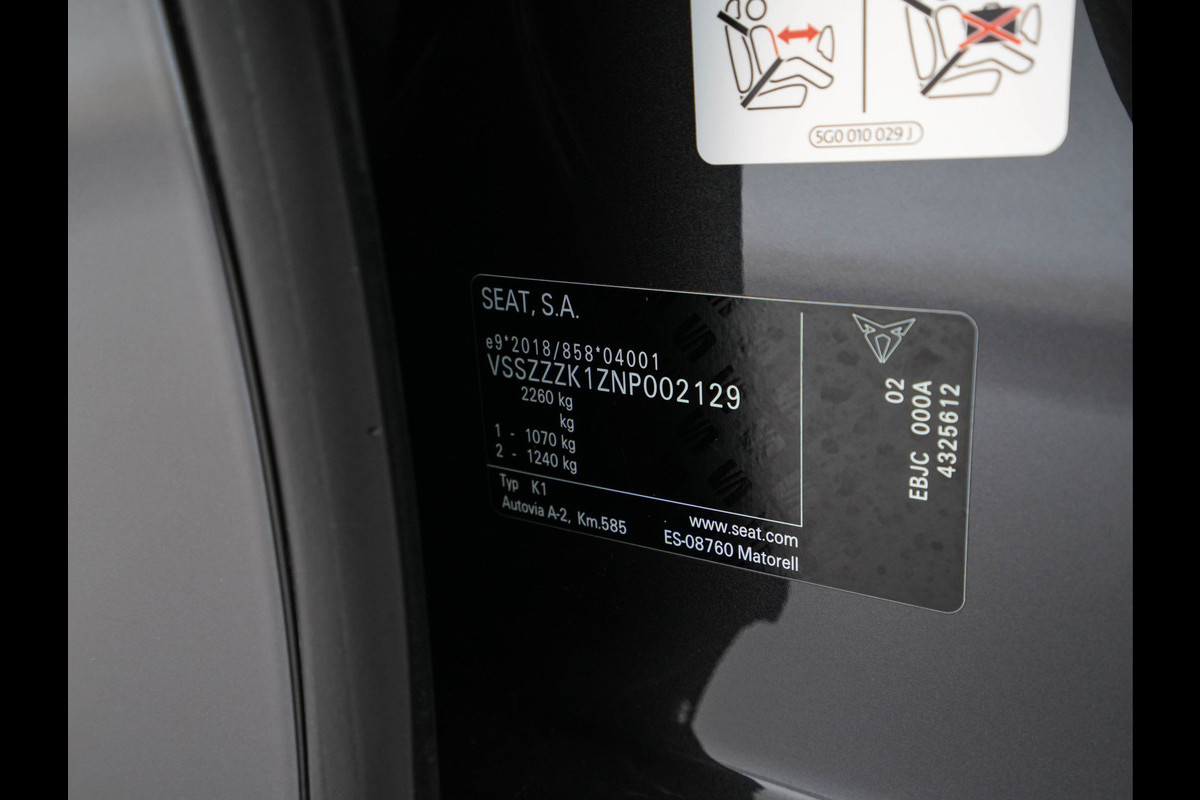 5G0 010 029 J
SEAT, S.A.
e9*2018/858*04001
VSSZZZK1ZNP002129
2260 kg
kg
1 - 1070 kg
2 - 1240 kg
Typ K1
Autovia A-2, Km.585
www.seat.com
ES-08760 Matorell
02
EBJC 000A
4325612